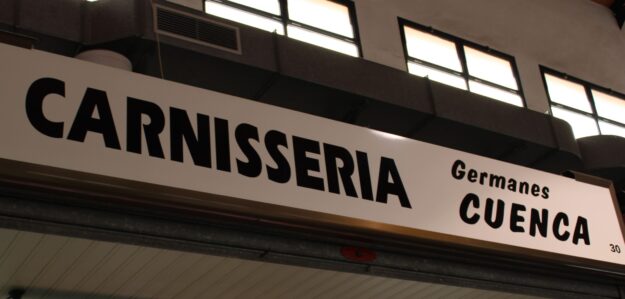 CARNISSERIA
Germanes
CUENCA
30